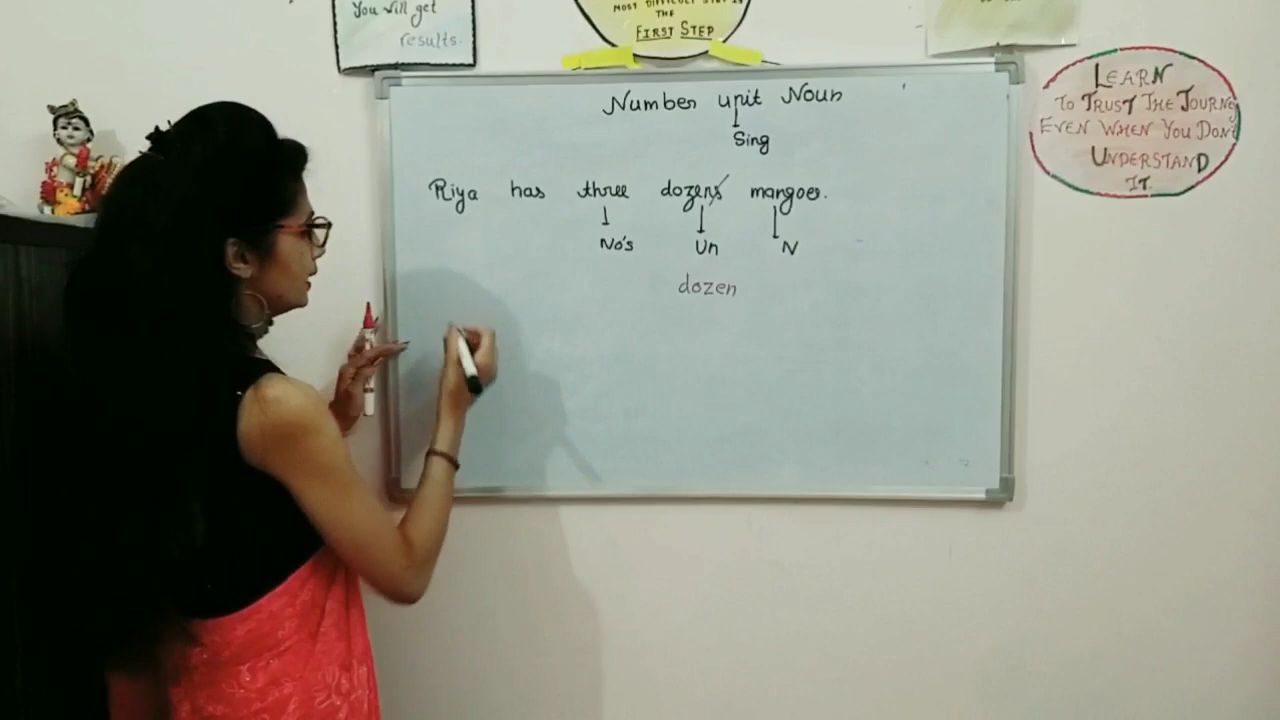 You will get
results.
MOST DIFFICULT STEP IS
THE
FIRST STEP
LEARN
TO TRUST THE JOURNEY
EVEN WHEN YOU DON'T
UNDERSTAND
IT.
Number unit Noun
Sing
Riya has three dozens mangoes.
No's Un N
dozen